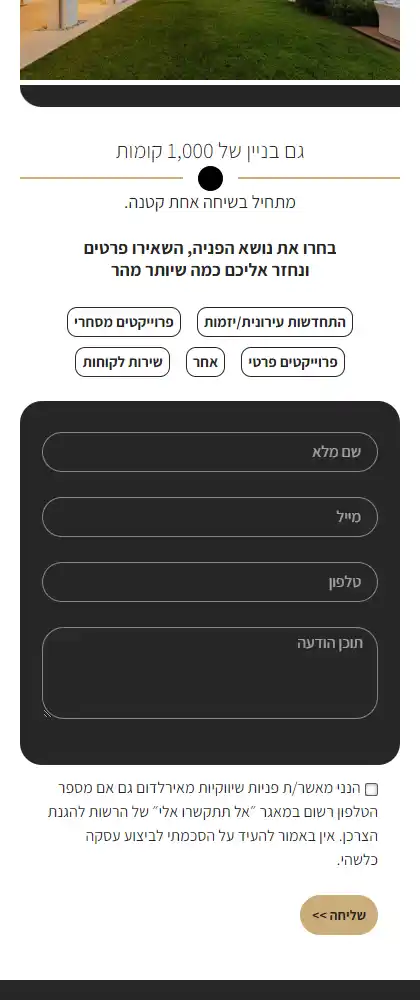 גם בניין של 1,000 קומות
מתחיל בשיחה אחת קטנה.
בחרו את נושא הפניה, השאירו פרטים
ונחזר אליכם כמה שיותר מהר
התחדשות עירונית/יזמות
פרוייקטים מסחרי
פרוייקטים פרטי
אחר
שירות לקוחות
שם מלא
מייל
טלפון
תוכן הודעה
הנני מאשר/ת פניות שיווקיות מאירלדום גם אם מספר
הטלפון רשום במאגר ״אל תתקשרו אלי״ של הרשות להגנת
הצרכן. אין באמור להעיד על הסכמתי לביצוע עסקה
כלשהי.
שליחה >>